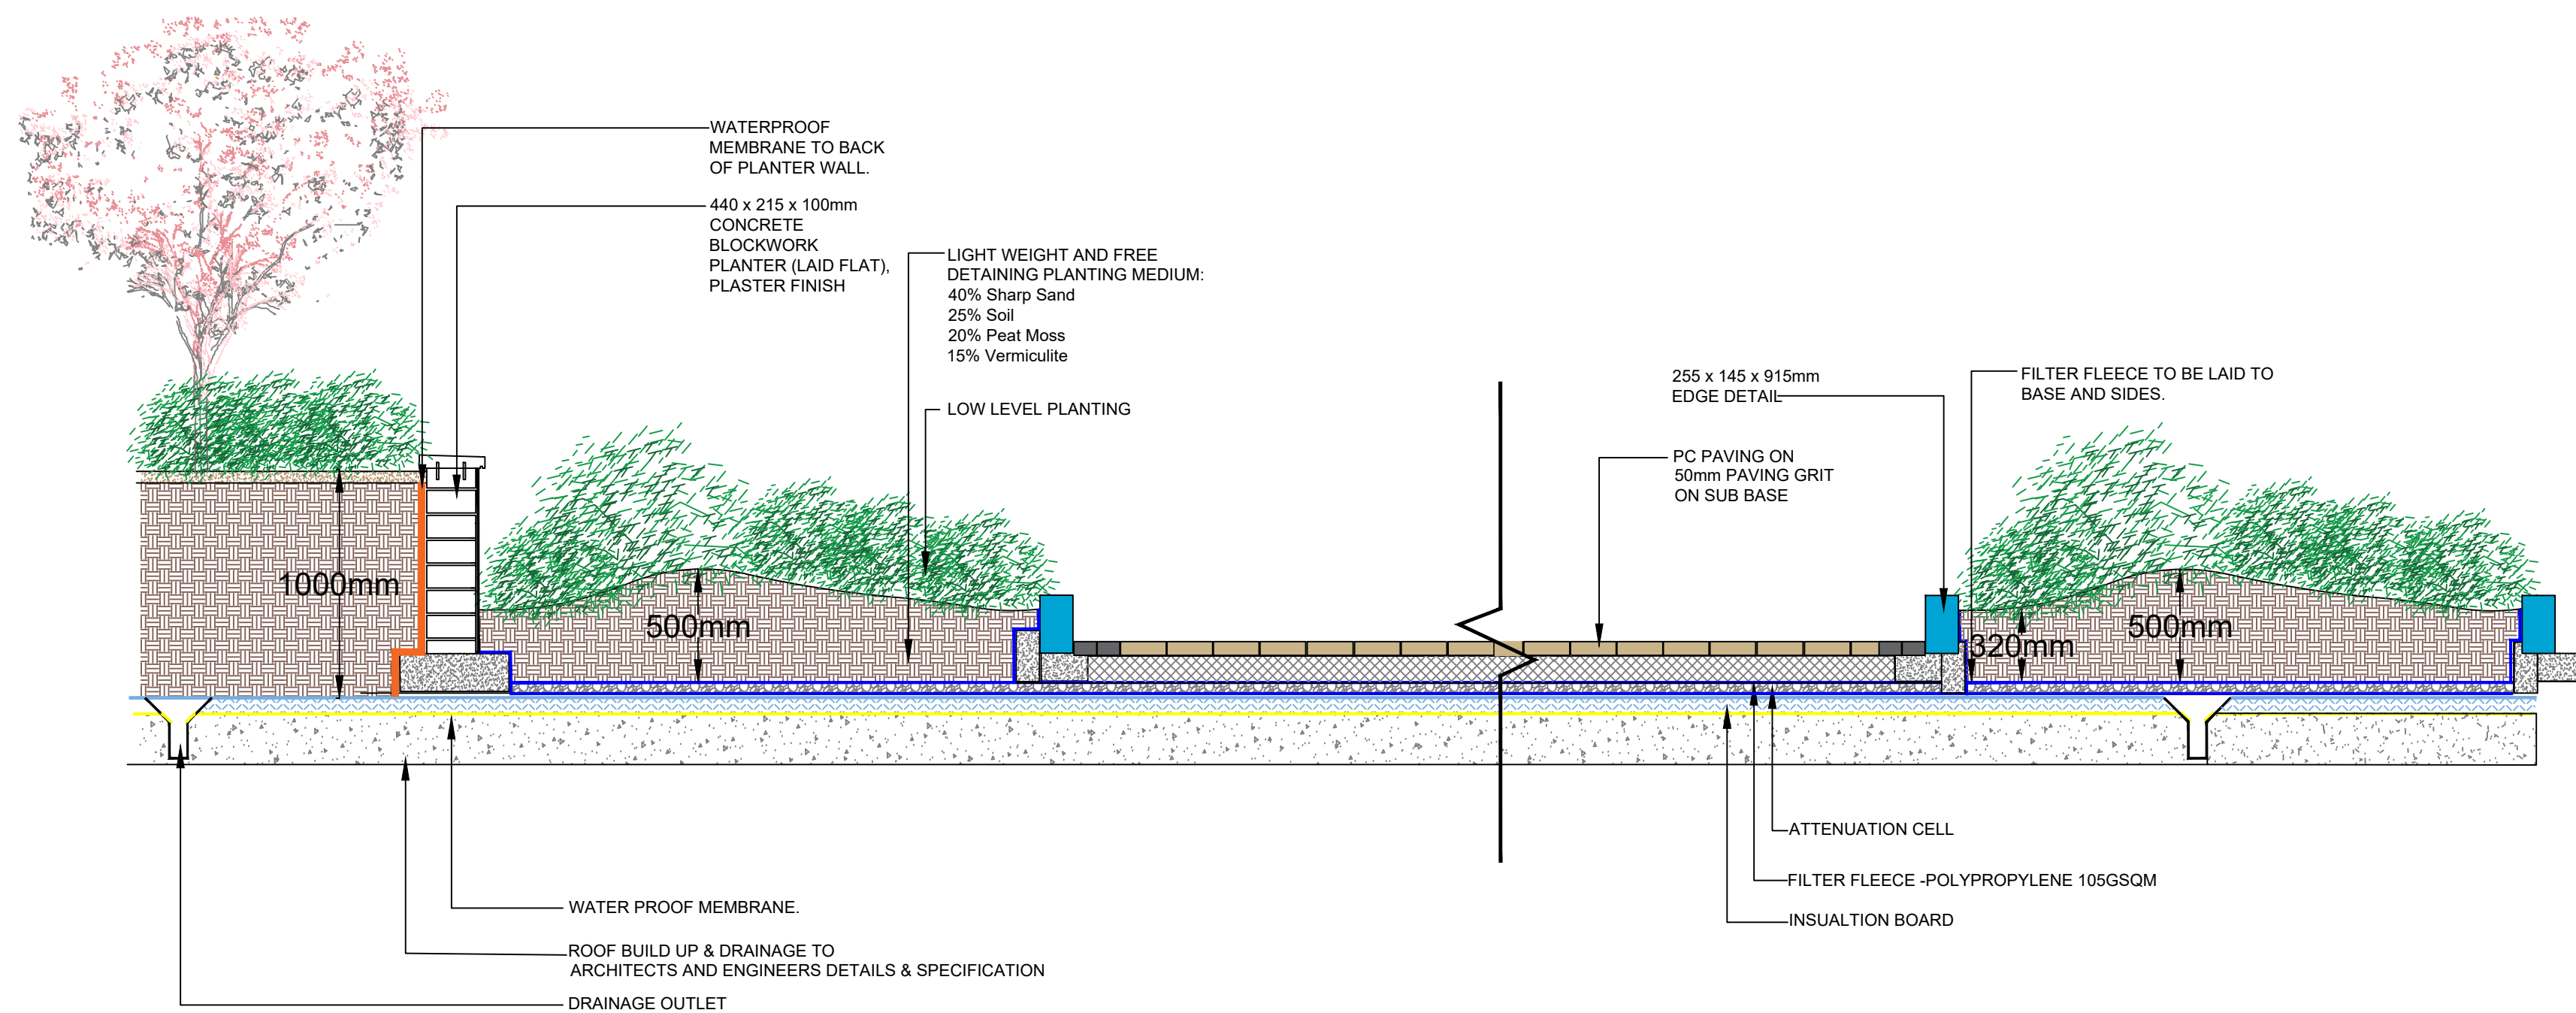 WATERPROOF
MEMBRANE TO BACK
OF PLANTER WALL.
440 x 215 x 100mm
CONCRETE
BLOCKWORK
PLANTER (LAID FLAT),
PLASTER FINISH
LIGHT WEIGHT AND FREE
DETAINING PLANTING MEDIUM:
40% Sharp Sand
25% Soil
20% Peat Moss
15% Vermiculite
LOW LEVEL PLANTING
255 x 145 x 915mm
EDGE DETAIL
FILTER FLEECE TO BE LAID TO
BASE AND SIDES.
PC PAVING ON
50mm PAVING GRIT
ON SUB BASE
1000mm
500mm
320mm
500mm
ATTENUATION CELL
FILTER FLEECE -POLYPROPYLENE 105GSQM
INSUALTION BOARD
WATER PROOF MEMBRANE.
ROOF BUILD UP & DRAINAGE TO
ARCHITECTS AND ENGINEERS DETAILS & SPECIFICATION
DRAINAGE OUTLET